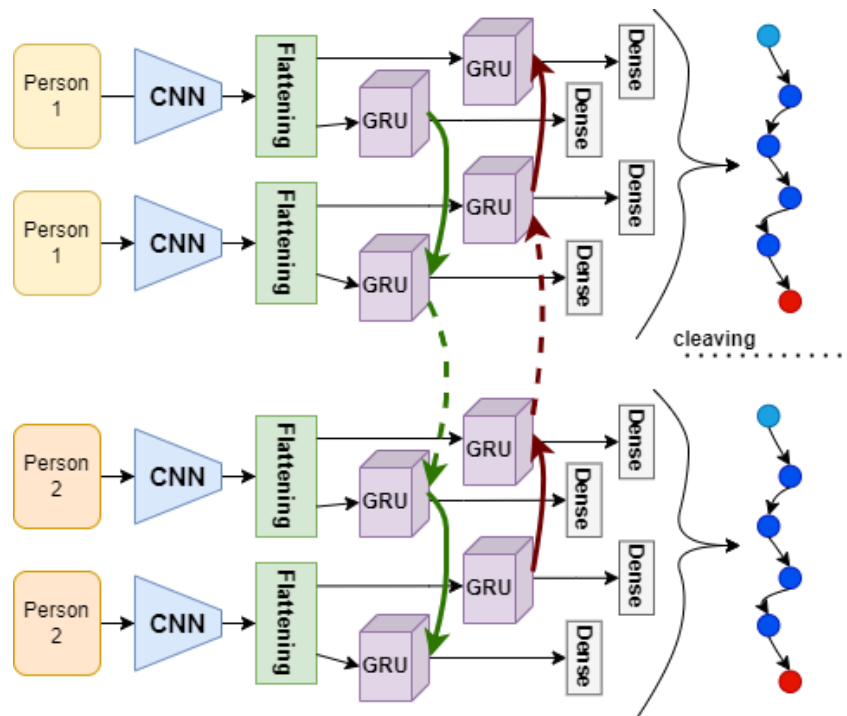 Person
1
CNN
Flattening
GRU
GRU
Dense
Dense
Person
1
CNN
Flattening
GRU
GRU
Dense
Dense
cleaving
Person
2
CNN
Flattening
GRU
GRU
Dense
Dense
Person
2
CNN
Flattening
GRU
GRU
Dense
Dense